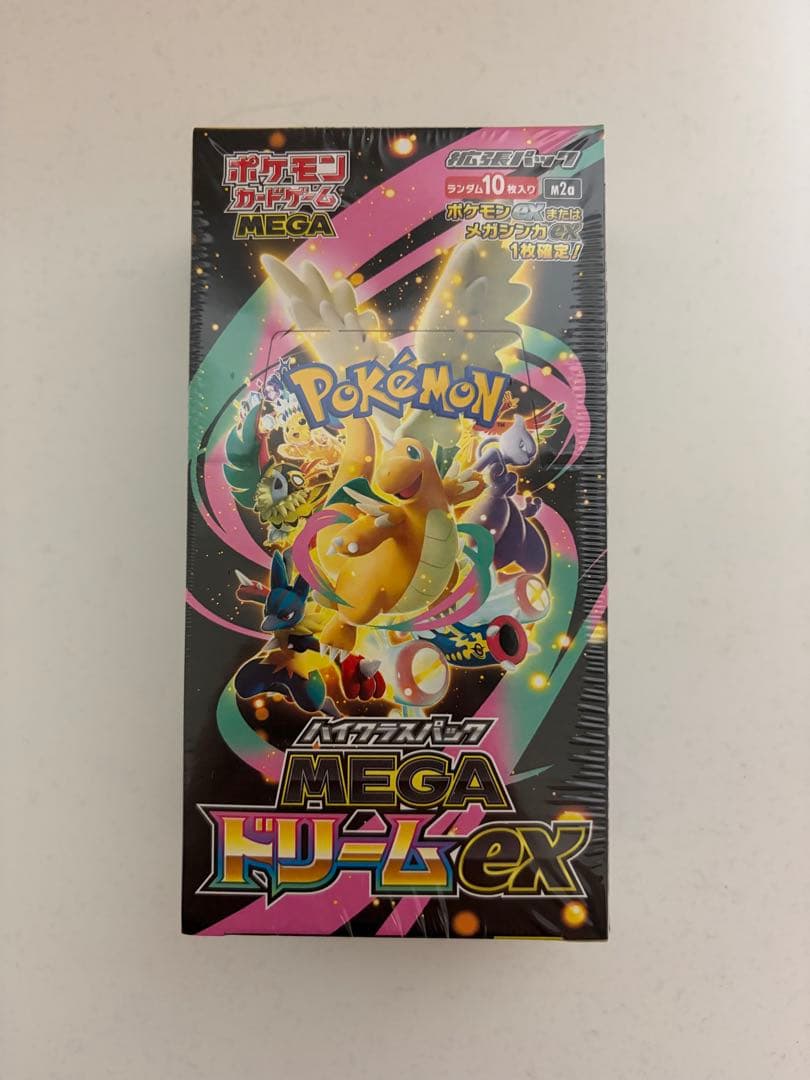 ポケモン
カードゲーム
MEGA
拡張パック
ランダム10枚入り M2a
ポケモンexまたは
メガシンカex
1枚確定!
POKéMON
TM
ハイクラスパック
MEGA
ドリームex